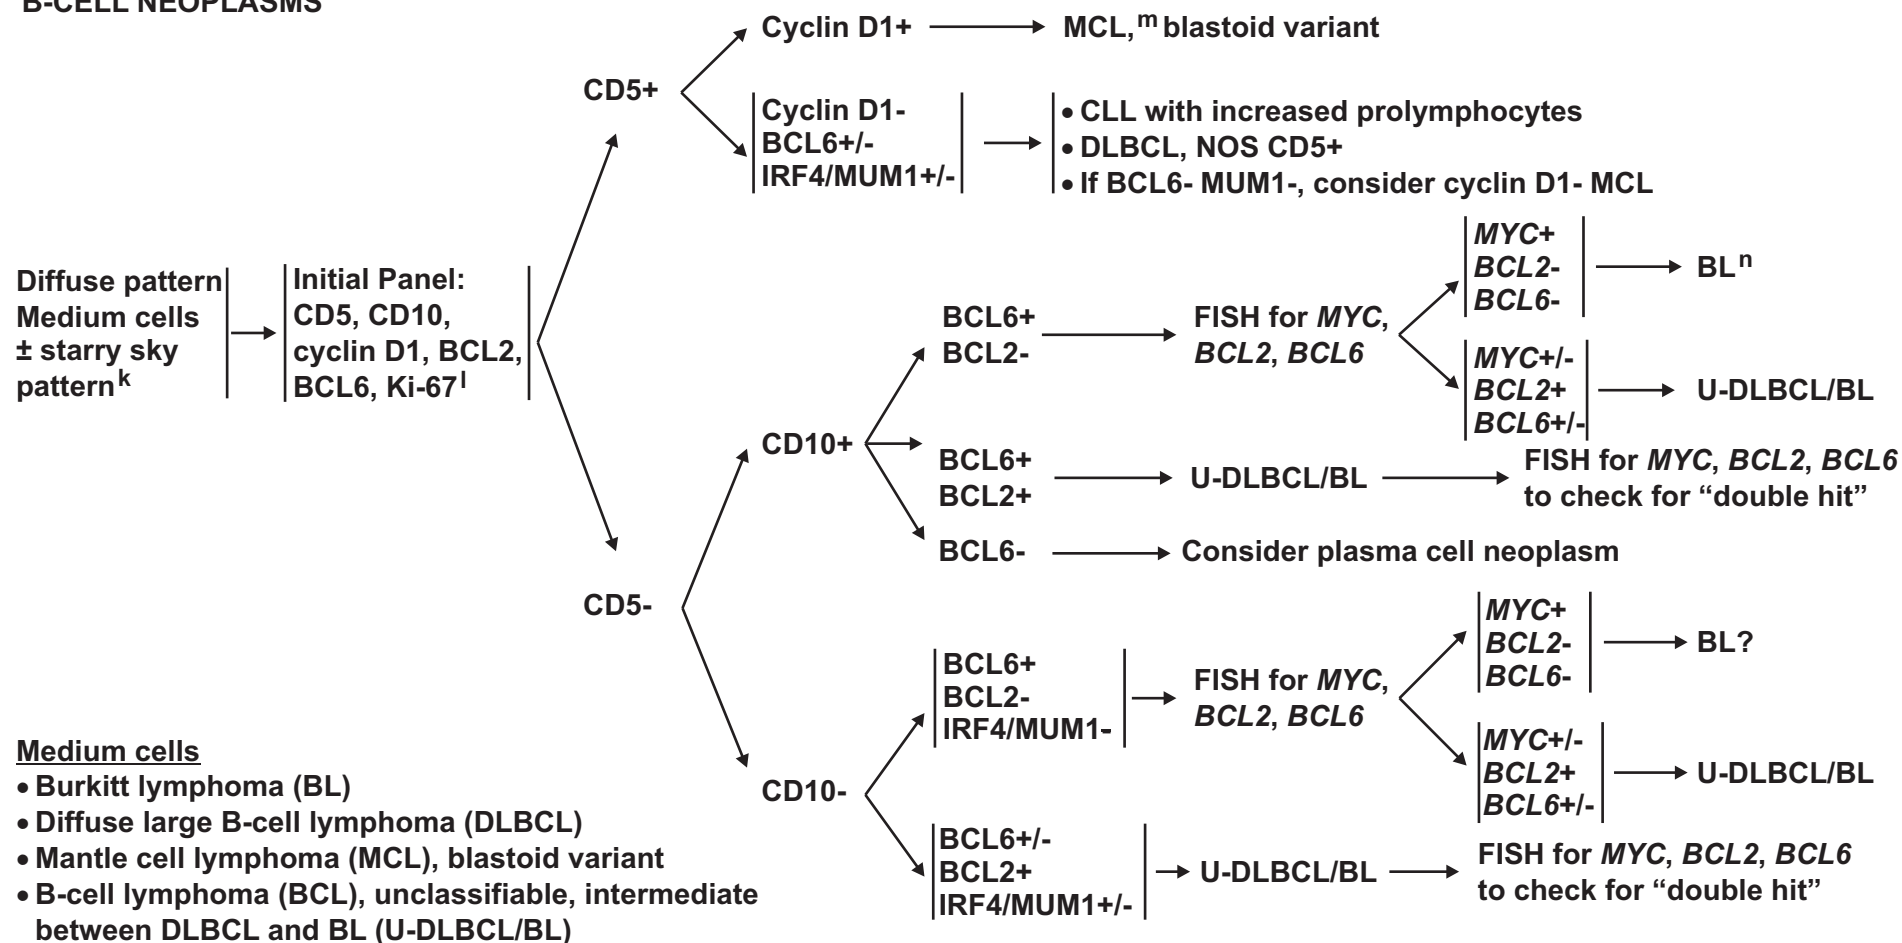 B-CELL NEOPLASMS
Cyclin D1+
MCL,m blastoid variant
CD5+
Cyclin D1-
BCL6+/-
IRF4/MUM1+/-
• CLL with increased prolymphocytes
• DLBCL, NOS CD5+
• If BCL6- MUM1-, consider cyclin D1- MCL
Diffuse pattern
Medium cells
± starry sky
patternk
Initial Panel:
CD5, CD10,
cyclin D1, BCL2,
BCL6, Ki-67l
BCL6+
BCL2-
FISH for MYC,
BCL2, BCL6
MYC+
BCL2-
BCL6-
BLn
MYC+/-
BCL2+
BCL6+/-
U-DLBCL/BL
CD10+
BCL6+
BCL2+
U-DLBCL/BL
FISH for MYC, BCL2, BCL6
to check for “double hit”
BCL6-
Consider plasma cell neoplasm
CD5-
BCL6+
BCL2-
IRF4/MUM1-
FISH for MYC,
BCL2, BCL6
MYC+
BCL2-
BCL6-
BL?
MYC+/-
BCL2+
BCL6+/-
U-DLBCL/BL
CD10-
BCL6+/-
BCL2+
IRF4/MUM1+/-
U-DLBCL/BL
FISH for MYC, BCL2, BCL6
to check for “double hit”
Medium cells
• Burkitt lymphoma (BL)
• Diffuse large B-cell lymphoma (DLBCL)
• Mantle cell lymphoma (MCL), blastoid variant
• B-cell lymphoma (BCL), unclassifiable, intermediate
between DLBCL and BL (U-DLBCL/BL)